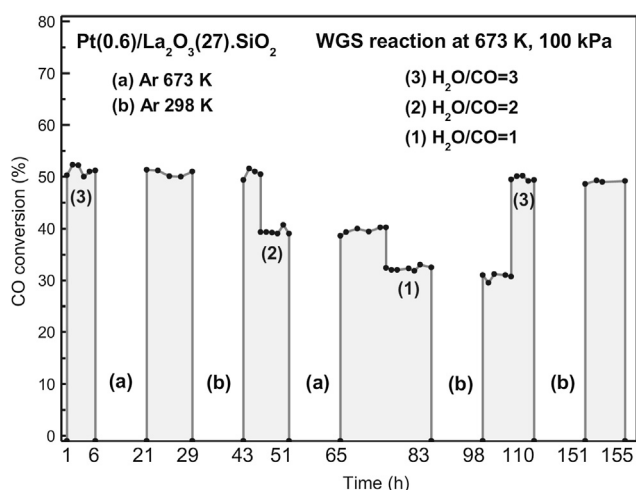 80
70
60
50
40
30
20
10
0
CO conversion (%)
Pt(0.6)/La₂O₃(27).SiO₂
(a) Ar 673 K
(b) Ar 298 K
WGS reaction at 673 K, 100 kPa
(3) H₂O/CO=3
(2) H₂O/CO=2
(1) H₂O/CO=1
(3)
(2)
(1)
(3)
(a)
(b)
(a)
(b)
(b)
1 6 21 29 43 51 65 83 98 110 151 155
Time (h)